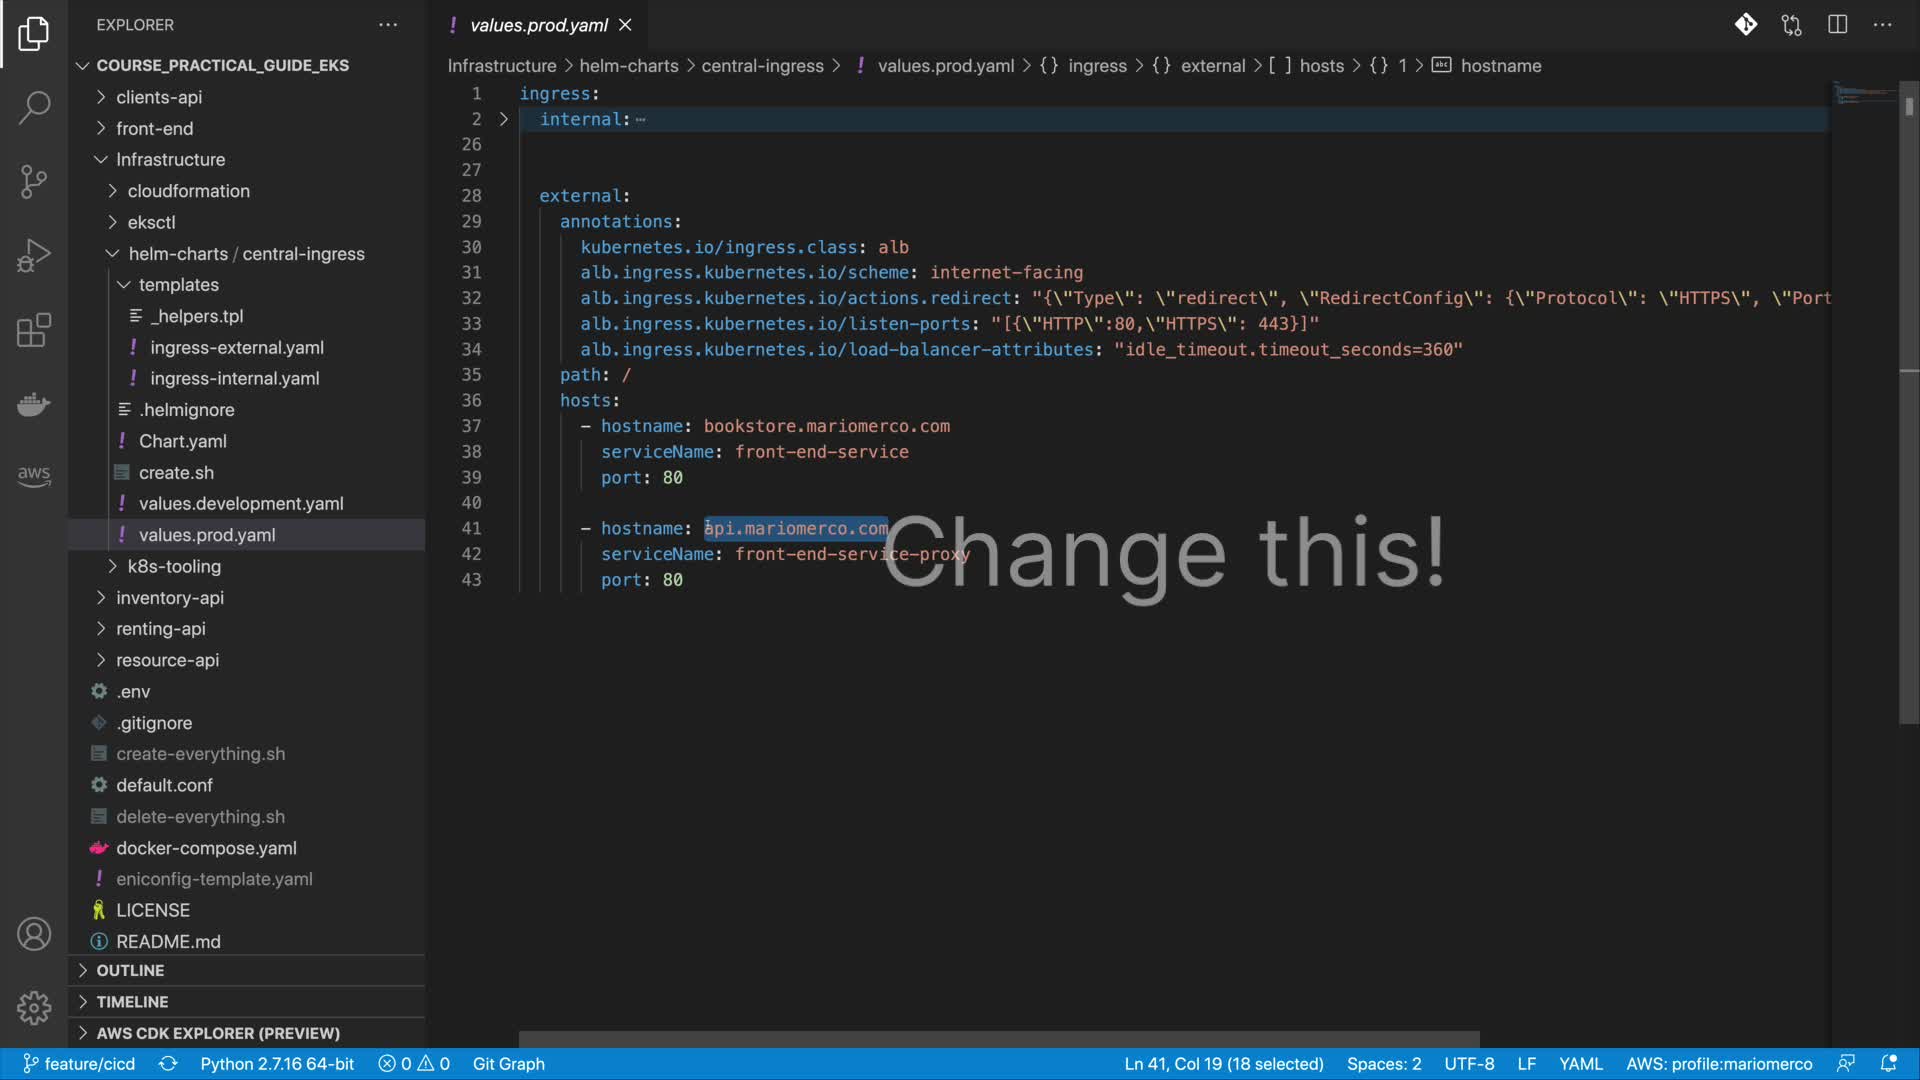 EXPLORER
COURSE_PRACTICAL_GUIDE_EKS
clients-api
front-end
Infrastructure
cloudformation
eksctl
helm-charts / central-ingress
templates
_helpers.tpl
ingress-external.yaml
ingress-internal.yaml
.helmignore
Chart.yaml
create.sh
values.development.yaml
values.prod.yaml
k8s-tooling
inventory-api
renting-api
resource-api
.env
.gitignore
create-everything.sh
default.conf
delete-everything.sh
docker-compose.yaml
eniconfig-template.yaml
LICENSE
README.md
OUTLINE
TIMELINE
AWS CDK EXPLORER (PREVIEW)
aws
! values.prod.yaml
Infrastructure > helm-charts > central-ingress > ! values.prod.yaml > {} ingress > {} external > [ ] hosts > {} 1 > abc hostname
1 ingress:
2 internal: ⋯
26
27
28 external:
29 annotations:
30 kubernetes.io/ingress.class: alb
31 alb.ingress.kubernetes.io/scheme: internet-facing
32 alb.ingress.kubernetes.io/actions.redirect: "{\"Type\": \"redirect\", \"RedirectConfig\": {\"Protocol\": \"HTTPS\", \"Port
33 alb.ingress.kubernetes.io/listen-ports: "[{\"HTTP\":80,\"HTTPS\": 443}]"
34 alb.ingress.kubernetes.io/load-balancer-attributes: "idle_timeout.timeout_seconds=360"
35 path: /
36 hosts:
37 - hostname: bookstore.mariomerco.com
38 serviceName: front-end-service
39 port: 80
40
41 - hostname: api.mariomerco.com
42 serviceName: front-end-service-proxy
43 port: 80
Change this!
feature/cicd Python 2.7.16 64-bit 0 0 Git Graph Ln 41, Col 19 (18 selected) Spaces: 2 UTF-8 LF YAML AWS: profile:mariomerco